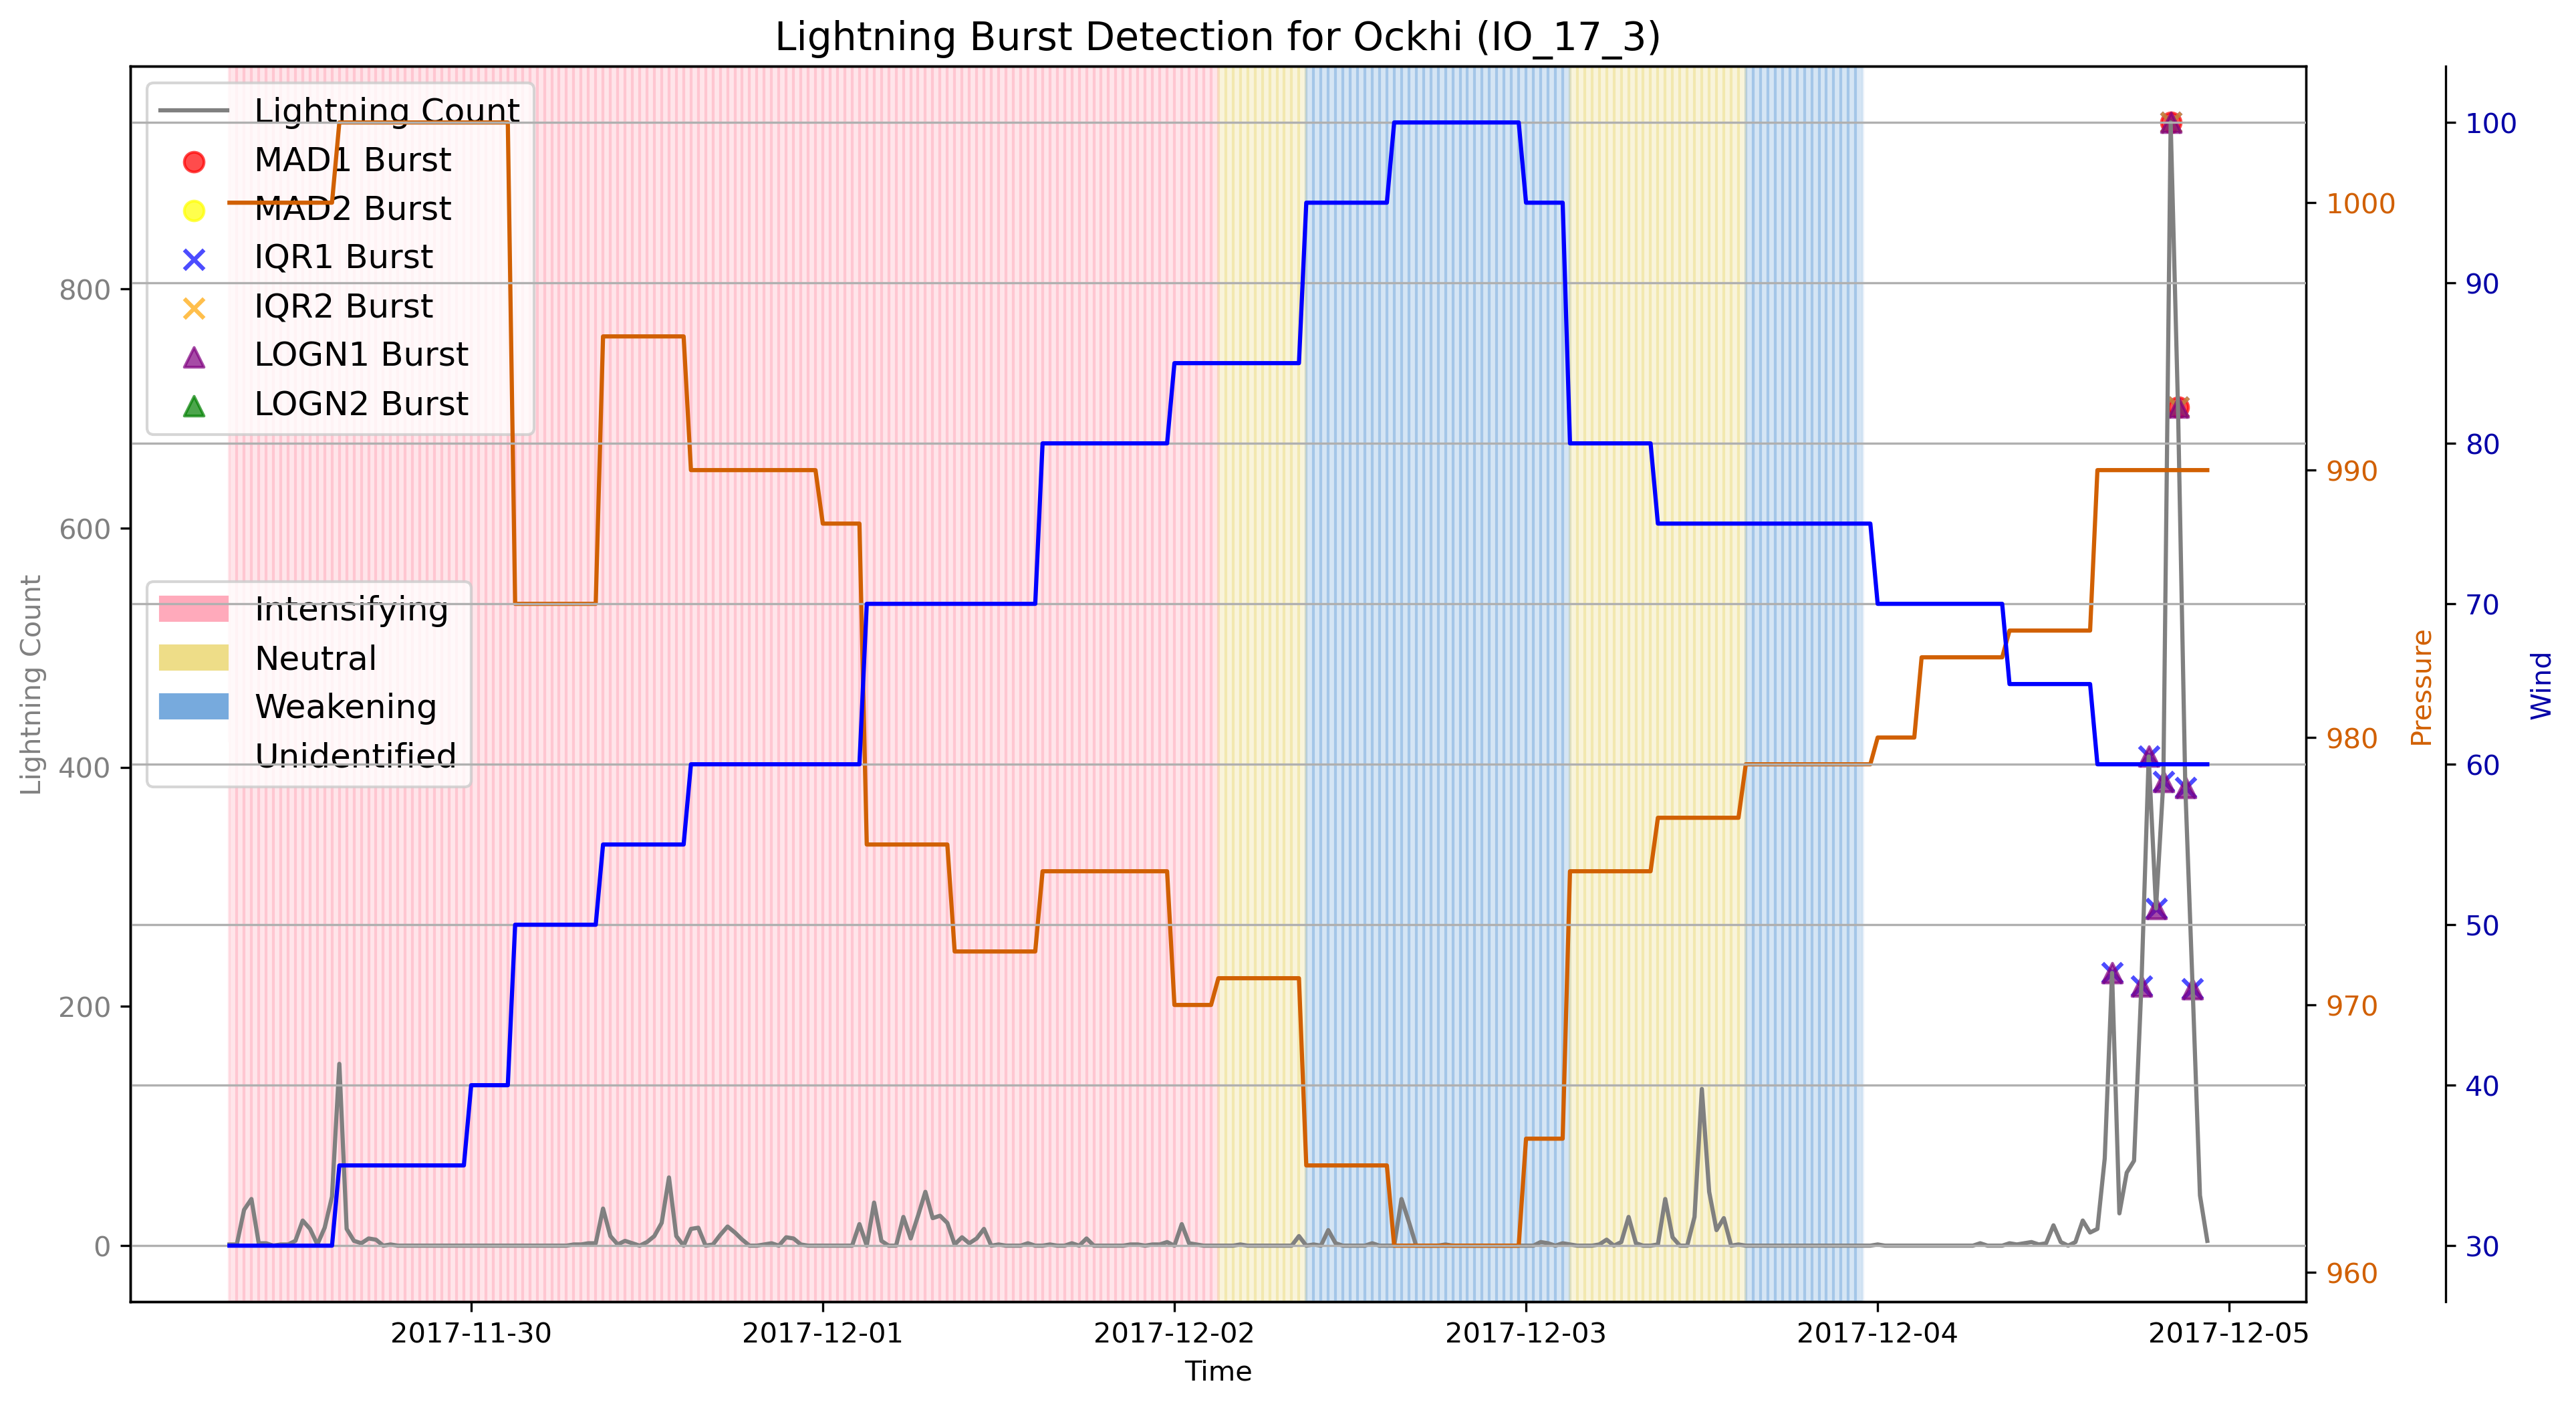 Lightning Burst Detection for Ockhi (IO_17_3)
Lightning Count
MAD1 Burst
MAD2 Burst
IQR1 Burst
IQR2 Burst
LOGN1 Burst
LOGN2 Burst
Intensifying
Neutral
Weakening
Unidentified
Lightning Count
800
600
400
200
0
1000
990
980
970
960
Pressure
100
90
80
70
60
50
40
30
Wind
2017-11-30
2017-12-01
2017-12-02
2017-12-03
2017-12-04
2017-12-05
Time